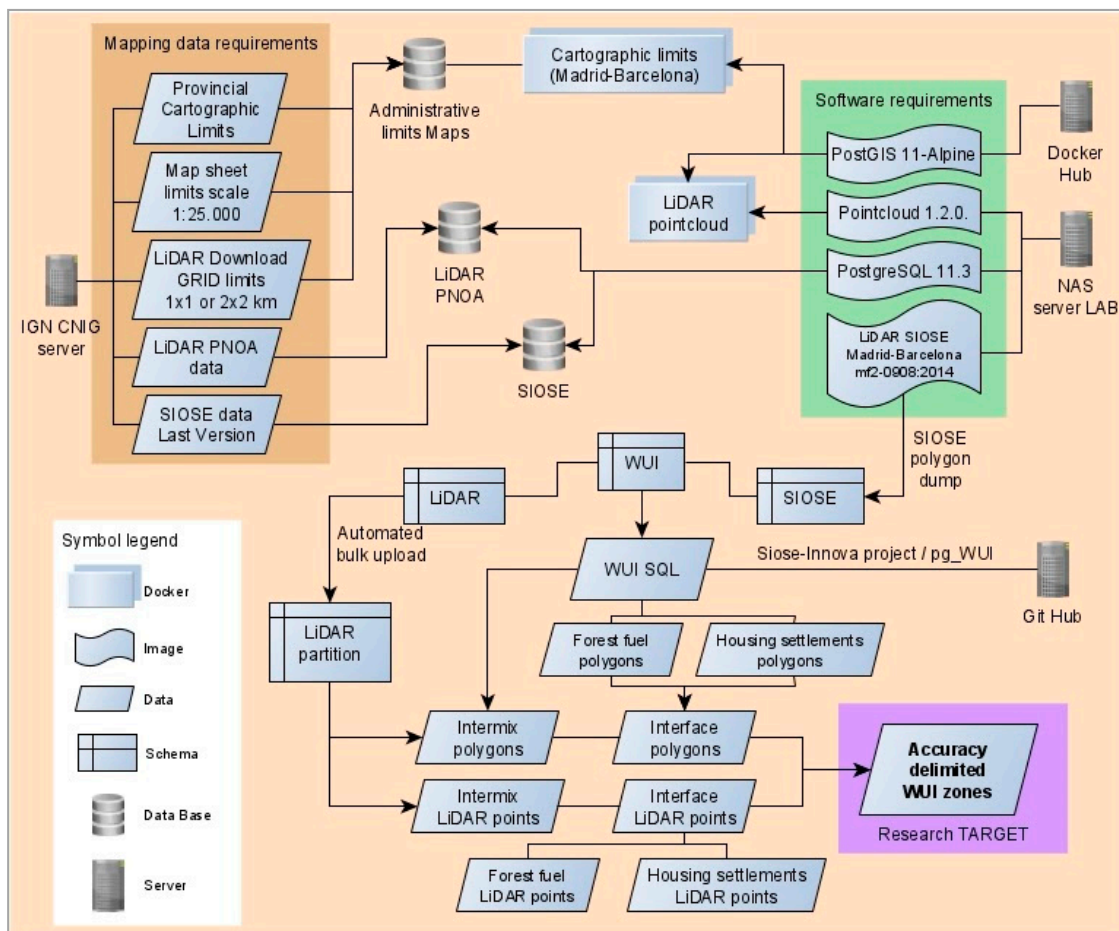 Mapping data requirements
Provincial
Cartographic
Limits
Map sheet
limits scale
1:25.000
LiDAR Download
GRID limits
1x1 or 2x2 km
LiDAR PNOA
data
SIOSE data
Last Version
IGN CNIG
server
Administrative
limits Maps
Cartographic limits
(Madrid-Barcelona)
LiDAR
pointcloud
LiDAR
PNOA
SIOSE
Software requirements
PostGIS 11-Alpine
Pointcloud 1.2.0.
PostgreSQL 11.3
LiDAR SIOSE
Madrid-Barcelona
mf2-0908:2014
Docker
Hub
NAS
server LAB
SIOSE
polygon
dump
WUI
LiDAR
SIOSE
Automated
bulk upload
Siose-Innova project / pg_WUI
WUI SQL
Git Hub
LiDAR
partition
Forest fuel
polygons
Housing settlements
polygons
Intermix
polygons
Interface
polygons
Intermix
LiDAR points
Interface
LiDAR points
Forest fuel
LiDAR points
Housing settlements
LiDAR points
Accuracy
delimited
WUI zones
Research TARGET
Symbol legend
Docker
Image
Data
Schema
Data Base
Server